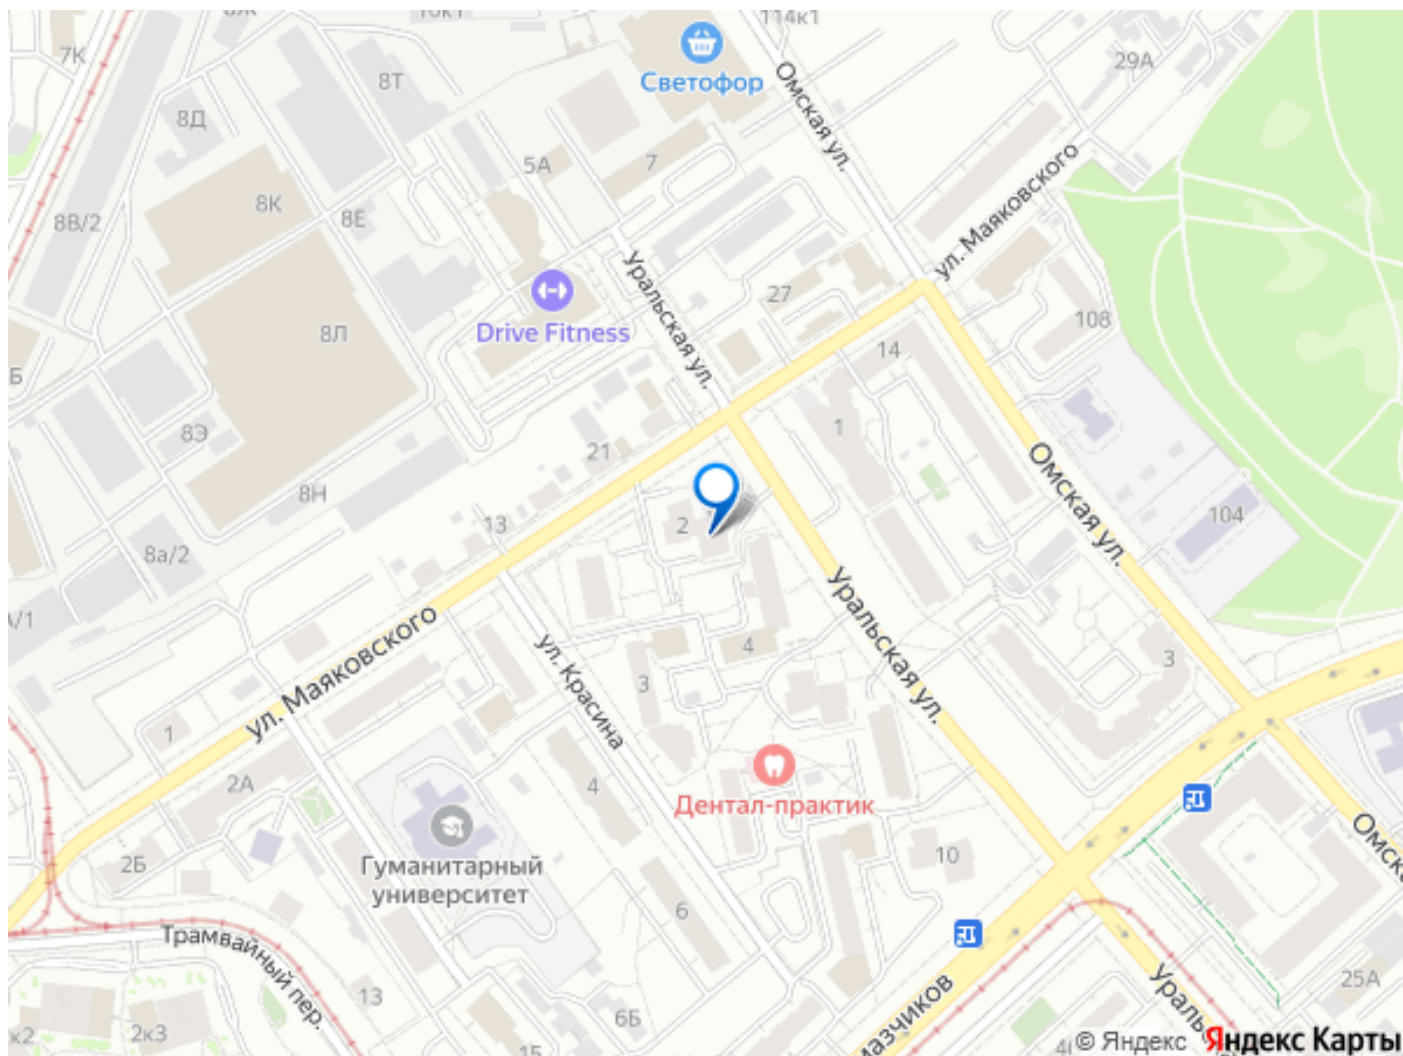 114к1
7К
8Т
29А
Светофор
Омская ул.
8Д
5А
7
8К
8Е
8В/2
ул. Маяковского
Уральская ул.
27
108
Drive Fitness
8Л
14
Б
8Э
21
1
Омская ул.
8Н
13
2
104
8а/2
/1
Уральская ул.
ул. Маяковского
ул. Красина
4
3
3
1
Дентал-практик
2А
4
Гуманитарный
университет
2Б
10
6
Трамвайный пер.
13
25А
2к3
6Б
15
© Яндекс Яндекс Карты